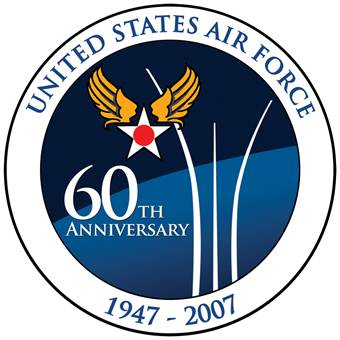 UNITED STATES AIR FORCE
60TH
ANNIVERSARY
1947 - 2007